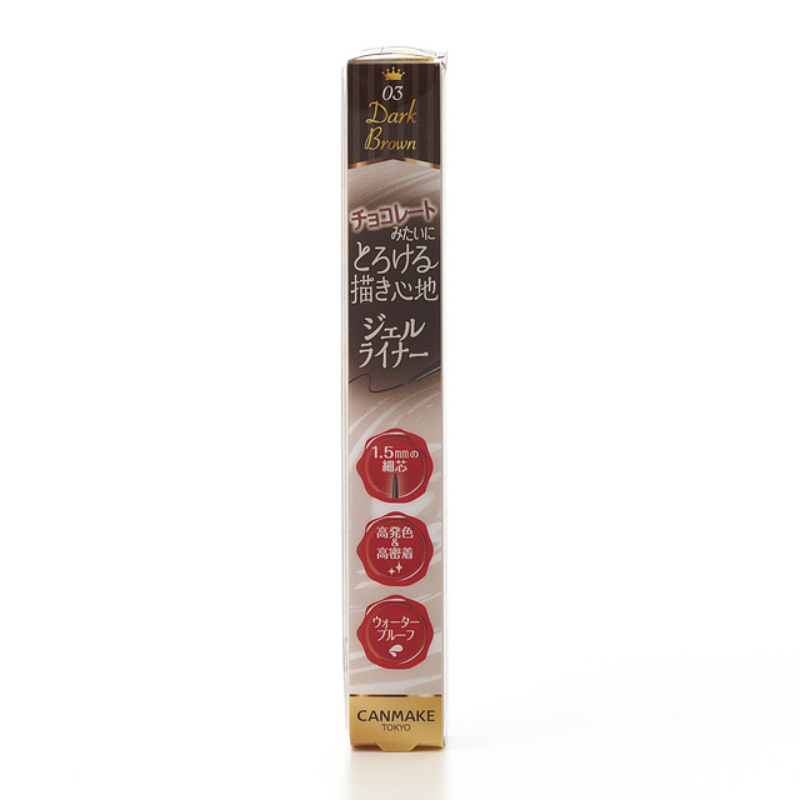 03
Dark
Brown
チョコレート
みたいに
とろける
描き心地
ジェル
ライナー
1.5mmの
細芯
高発色
&
高密着
ウォーター
プルーフ
CANMAKE
TOKYO